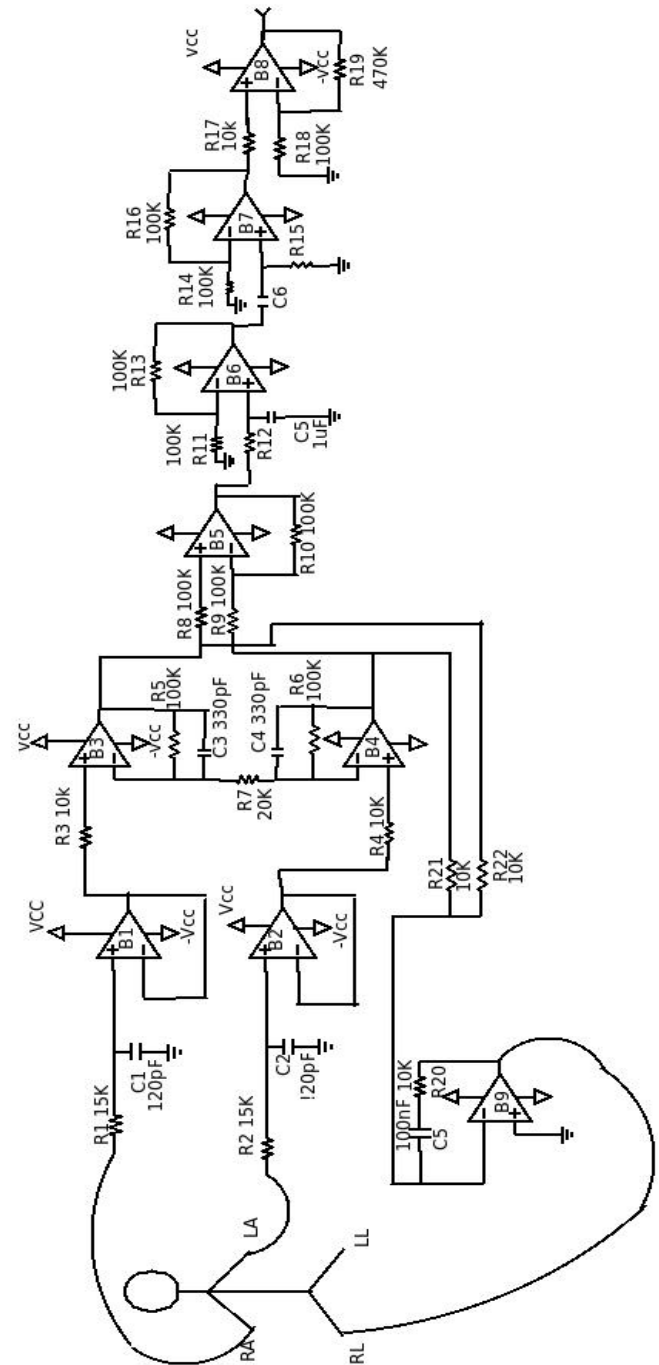 RA
LA
RL
LL
R1 15K
C1
120pF
VCC
B1
-Vcc
R2 15K
C2
!20pF
Vcc
B2
-Vcc
R3 10k
vcc
B3
-Vcc
R5
100K
C3 330pF
R7
20K
C4 330pF
R6
100K
R4 10K
B4
R21
10K
R22
10K
100nF
C5
10K
R20
B9
R8 100K
R9 100K
B5
R10 100K
100K
R11
R12
C5
1uF
100K
R13
B6
R14
100K
C6
R15
R16
100K
B7
R17
10k
R18
100K
vcc
B8
-Vcc
R19
470K